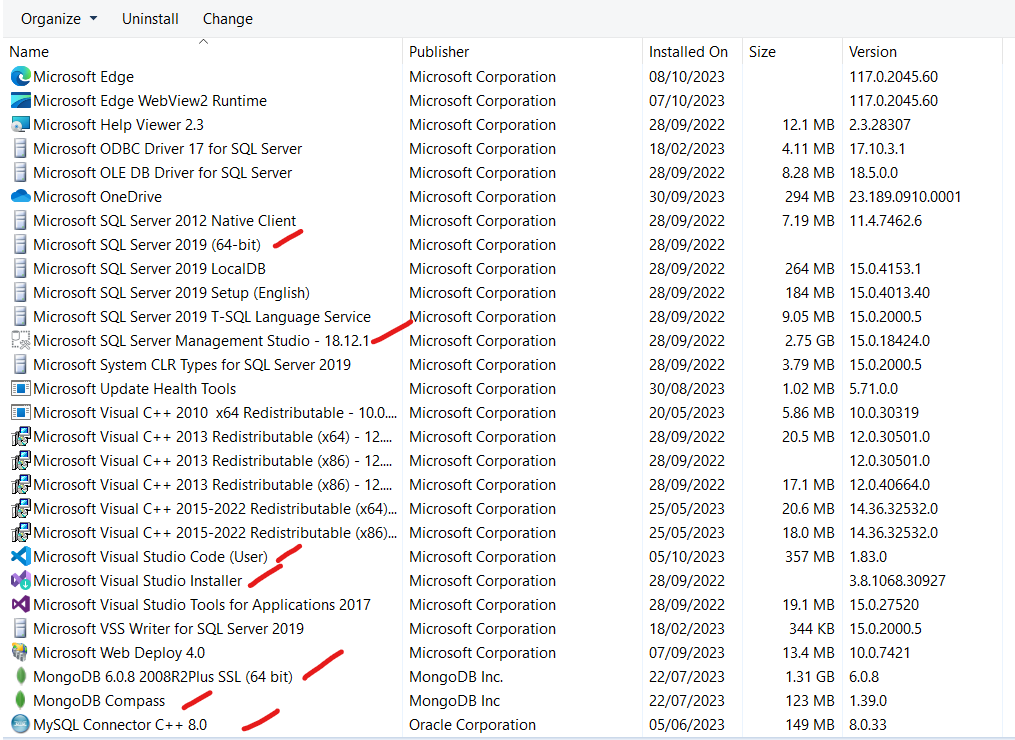 Organize Uninstall Change
Name Publisher Installed On Size Version
Microsoft Edge Microsoft Corporation 08/10/2023 117.0.2045.60
Microsoft Edge WebView2 Runtime Microsoft Corporation 07/10/2023 117.0.2045.60
Microsoft Help Viewer 2.3 Microsoft Corporation 28/09/2022 12.1 MB 2.3.28307
Microsoft ODBC Driver 17 for SQL Server Microsoft Corporation 18/02/2023 4.11 MB 17.10.3.1
Microsoft OLE DB Driver for SQL Server Microsoft Corporation 28/09/2022 8.28 MB 18.5.0.0
Microsoft OneDrive Microsoft Corporation 30/09/2023 294 MB 23.189.0910.0001
Microsoft SQL Server 2012 Native Client Microsoft Corporation 28/09/2022 7.19 MB 11.4.7462.6
Microsoft SQL Server 2019 (64-bit) Microsoft Corporation 28/09/2022
Microsoft SQL Server 2019 LocalDB Microsoft Corporation 28/09/2022 264 MB 15.0.4153.1
Microsoft SQL Server 2019 Setup (English) Microsoft Corporation 28/09/2022 184 MB 15.0.4013.40
Microsoft SQL Server 2019 T-SQL Language Service Microsoft Corporation 28/09/2022 9.05 MB 15.0.2000.5
Microsoft SQL Server Management Studio - 18.12.1 Microsoft Corporation 28/09/2022 2.75 GB 15.0.18424.0
Microsoft System CLR Types for SQL Server 2019 Microsoft Corporation 28/09/2022 3.79 MB 15.0.2000.5
Microsoft Update Health Tools Microsoft Corporation 30/08/2023 1.02 MB 5.71.0.0
Microsoft Visual C++ 2010  x64 Redistributable - 10.0.... Microsoft Corporation 20/05/2023 5.86 MB 10.0.30319
Microsoft Visual C++ 2013 Redistributable (x64) - 12.... Microsoft Corporation 28/09/2022 20.5 MB 12.0.30501.0
Microsoft Visual C++ 2013 Redistributable (x86) - 12.... Microsoft Corporation 28/09/2022 12.0.30501.0
Microsoft Visual C++ 2013 Redistributable (x86) - 12.... Microsoft Corporation 28/09/2022 17.1 MB 12.0.40664.0
Microsoft Visual C++ 2015-2022 Redistributable (x64)... Microsoft Corporation 25/05/2023 20.6 MB 14.36.32532.0
Microsoft Visual C++ 2015-2022 Redistributable (x86)... Microsoft Corporation 25/05/2023 18.0 MB 14.36.32532.0
Microsoft Visual Studio Code (User) Microsoft Corporation 05/10/2023 357 MB 1.83.0
Microsoft Visual Studio Installer Microsoft Corporation 28/09/2022 3.8.1068.30927
Microsoft Visual Studio Tools for Applications 2017 Microsoft Corporation 28/09/2022 19.1 MB 15.0.27520
Microsoft VSS Writer for SQL Server 2019 Microsoft Corporation 18/02/2023 344 KB 15.0.2000.5
Microsoft Web Deploy 4.0 Microsoft Corporation 07/09/2023 13.4 MB 10.0.7421
MongoDB 6.0.8 2008R2Plus SSL (64 bit) MongoDB Inc. 22/07/2023 1.31 GB 6.0.8
MongoDB Compass MongoDB Inc 22/07/2023 123 MB 1.39.0
MySQL Connector C++ 8.0 Oracle Corporation 05/06/2023 149 MB 8.0.33